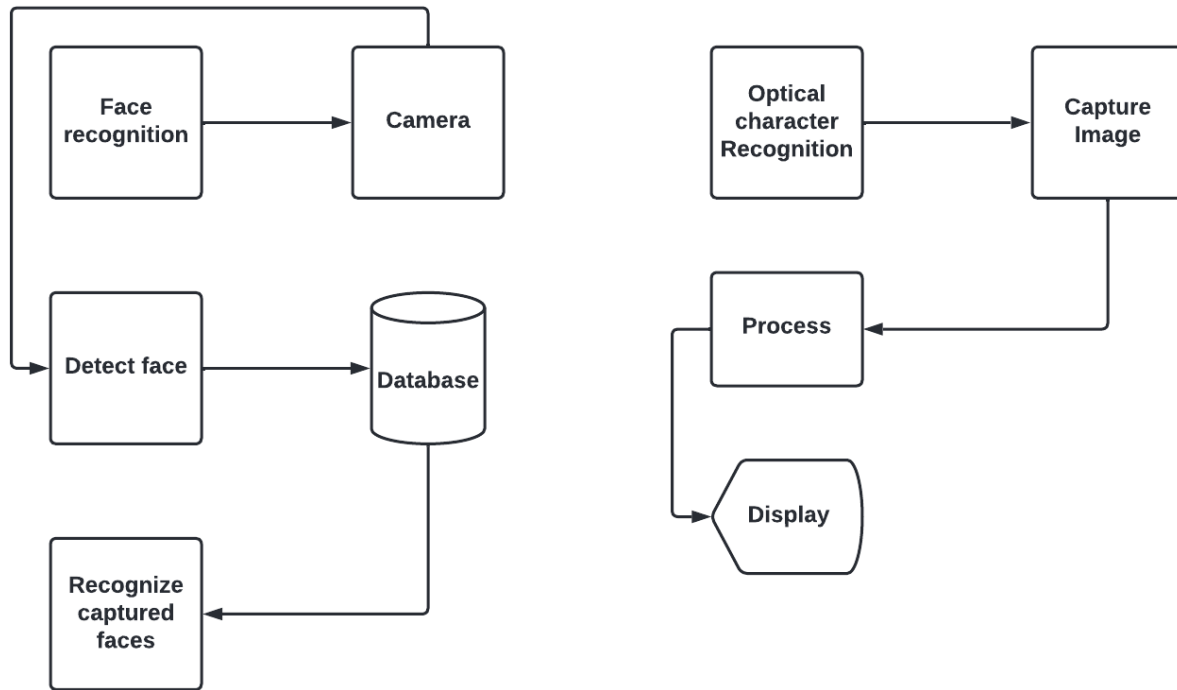 Face
recognition
Camera
Detect face
Database
Recognize
captured
faces
Optical
character
Recognition
Capture
Image
Process
Display